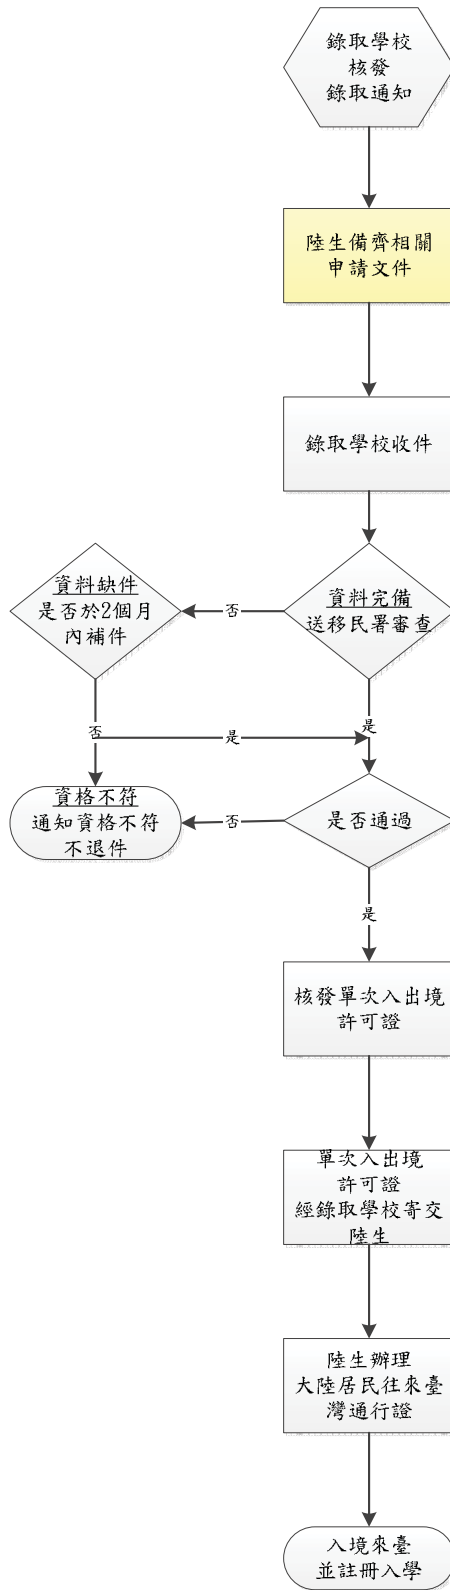 錄取學校
核發
錄取通知
陸生備齊相關
申請文件
錄取學校收件
資料缺件
是否於2個月
內補件
否
資料完備
送移民署審查
否
是
是
資格不符
通知資格不符
不退件
否
是否通過
是
核發單次入出境
許可證
單次入出境
許可證
經錄取學校寄交
陸生
陸生辦理
大陸居民往來臺
灣通行證
入境來臺
並註冊入學